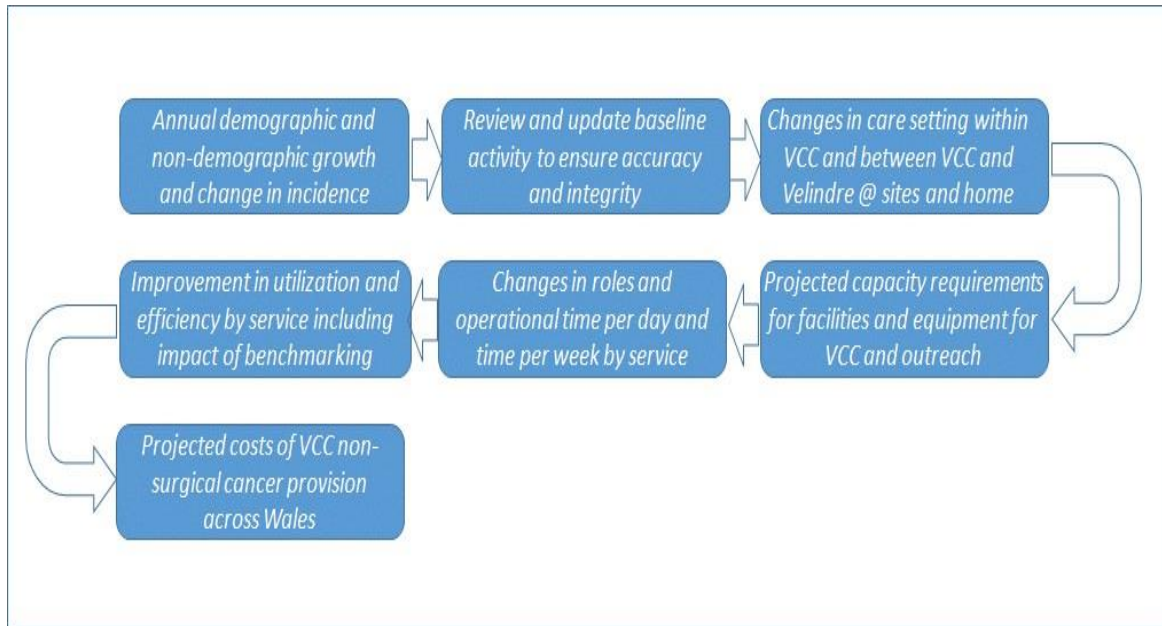 Annual demographic and
non-demographic growth
and change in incidence
Review and update baseline
activity to ensure accuracy
and integrity
Changes in care setting within
VCC and between VCC and
Velindre @ sites and home
Projected capacity requirements
for facilities and equipment for
VCC and outreach
Changes in roles and
operational time per day and
time per week by service
Improvement in utilization and
efficiency by service including
impact of benchmarking
Projected costs of VCC non-
surgical cancer provision
across Wales